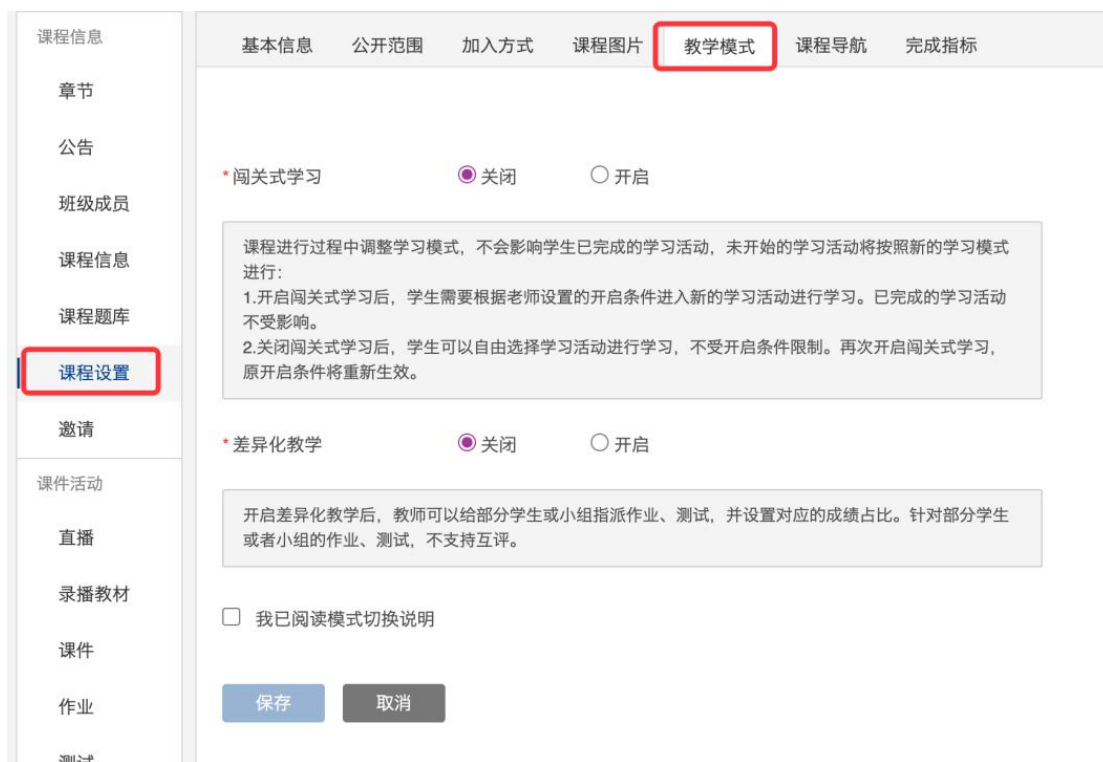 课程信息
章节
公告
班级成员
课程信息
课程题库
课程设置
邀请
课件活动
直播
录播教材
课件
作业
测试
基本信息 公开范围 加入方式 课程图片 教学模式 课程导航 完成指标
*闯关式学习 关闭 开启
课程进行过程中调整学习模式，不会影响学生已完成的学习活动，未开始的学习活动将按照新的学习模式
进行：
1.开启闯关式学习后，学生需要根据老师设置的开启条件进入新的学习活动进行学习。已完成的学习活动
不受影响。
2.关闭闯关式学习后，学生可以自由选择学习活动进行学习，不受开启条件限制。再次开启闯关式学习，
原开启条件将重新生效。
*差异化教学 关闭 开启
开启差异化教学后，教师可以给部分学生或小组指派作业、测试，并设置对应的成绩占比。针对部分学生
或者小组的作业、测试，不支持互评。
我已阅读模式切换说明
保存 取消